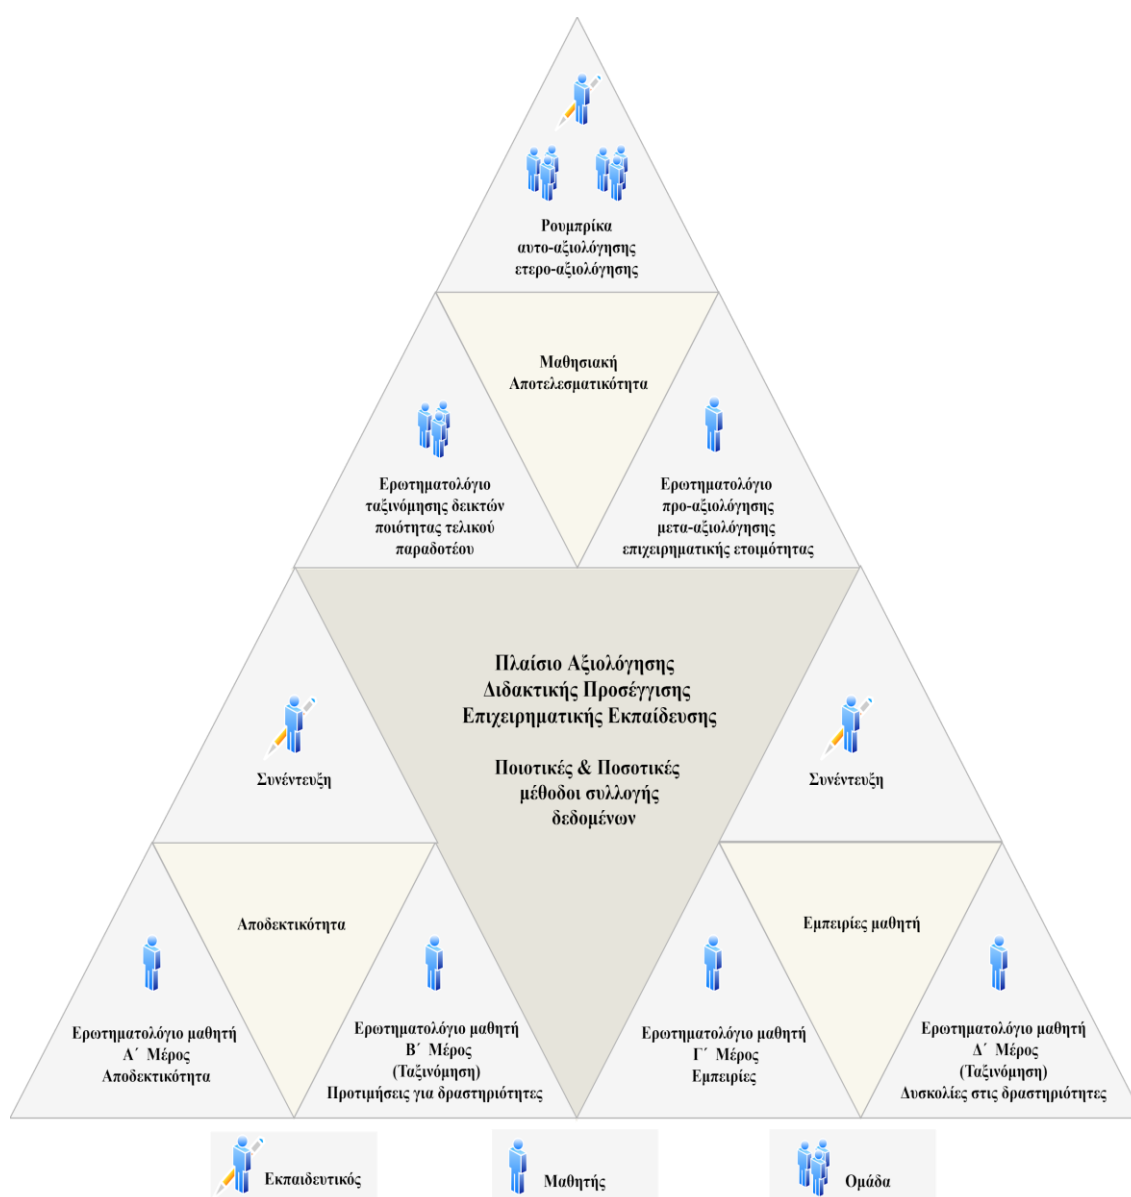 Ρουμπρίκα
αυτο-αξιολόγησης
ετερο-αξιολόγησης
Μαθησιακή
Αποτελεσματικότητα
Ερωτηματολόγιο
ταξινόμησης δεικτών
ποιότητας τελικού
παραδοτέου
Ερωτηματολόγιο
προ-αξιολόγησης
μετα-αξιολόγησης
επιχειρηματικής ετοιμότητας
Πλαίσιο Αξιολόγησης
Διδακτικής Προσέγγισης
Επιχειρηματικής Εκπαίδευσης
Ποιοτικές & Ποσοτικές
μέθοδοι συλλογής
δεδομένων
Συνέντευξη
Συνέντευξη
Αποδεκτικότητα
Εμπειρίες μαθητή
Ερωτηματολόγιο μαθητή
Α΄ Μέρος
Αποδεκτικότητα
Ερωτηματολόγιο μαθητή
Β΄ Μέρος
(Ταξινόμηση)
Προτιμήσεις για δραστηριότητες
Ερωτηματολόγιο μαθητή
Γ΄ Μέρος
Εμπειρίες
Ερωτηματολόγιο μαθητή
Δ΄ Μέρος
(Ταξινόμηση)
Δυσκολίες στις δραστηριότητες
Εκπαιδευτικός
Μαθητής
Ομάδα